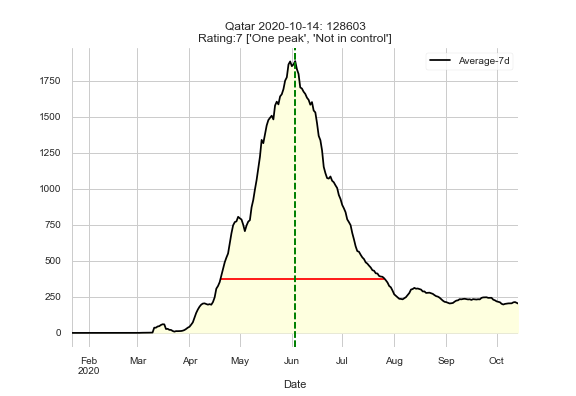 Qatar 2020-10-14: 128603
Rating:7 ['One peak', 'Not in control']
Average-7d
1750
1500
1250
1000
750
500
250
0
Feb
2020
Mar
Apr
May
Jun
Jul
Aug
Sep
Oct
Date